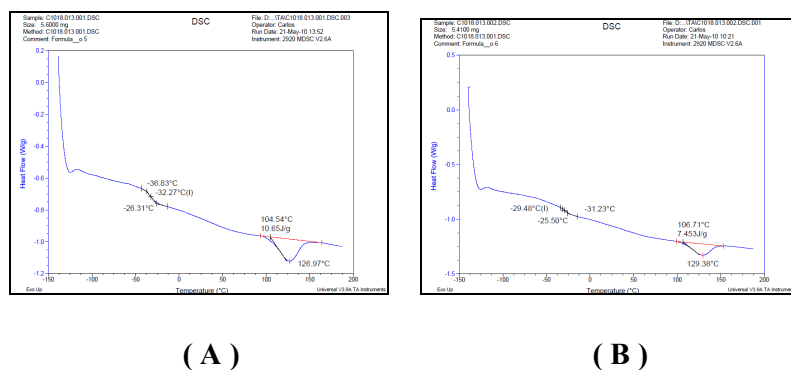 Sample: C1018.013.001.DSC
Size: 5.6000 mg
Method: C1018.013.001.DSC
Comment: Formula__o 5
DSC
File: D:...\TA\C1018.013.001.DSC.003
Operator: Carlos
Run Date: 21-May-10 13:52
Instrument: 2920 MDSC V2.6A
0.2
0.0
-0.2
-0.4
-0.6
-0.8
-1.0
-1.2
Heat Flow (W/g)
-36.83°C
-32.27°C(I)
-26.31°C
104.54°C
10.65J/g
126.97°C
-150
-100
-50
0
50
100
150
200
Exo Up
Temperature (°C)
Universal V3.9A TA Instruments
( A )
Sample: C1018.013.002.DSC
Size: 5.4100 mg
Method: C1018.013.001.DSC
Comment: Formula__o 6
DSC
File: D:...\TA\C1018.013.002.DSC.001
Operator: Carlos
Run Date: 21-May-10 10:21
Instrument: 2920 MDSC V2.6A
0.5
0.0
-0.5
-1.0
-1.5
Heat Flow (W/g)
-29.48°C(I)
-31.23°C
-25.50°C
106.71°C
7.453J/g
129.38°C
-150
-100
-50
0
50
100
150
200
Exo Up
Temperature (°C)
Universal V3.9A TA Instruments
( B )